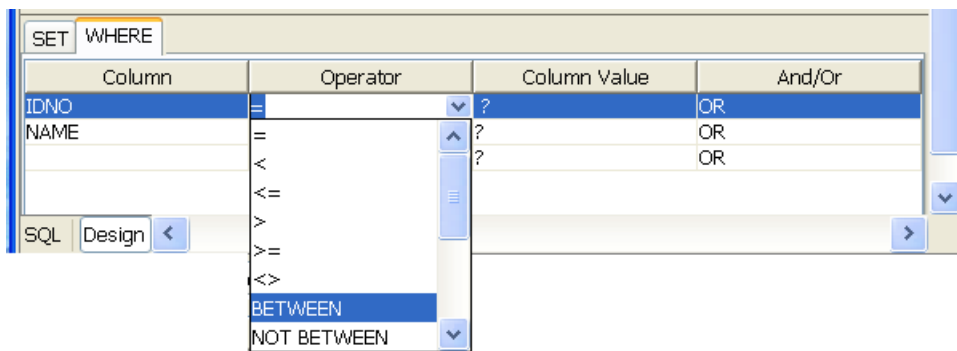 SET WHERE
Column Operator Column Value And/Or
IDNO = ? OR
NAME = ? OR
< ? OR
<=
>
SQL Design >=
<>
BETWEEN
NOT BETWEEN